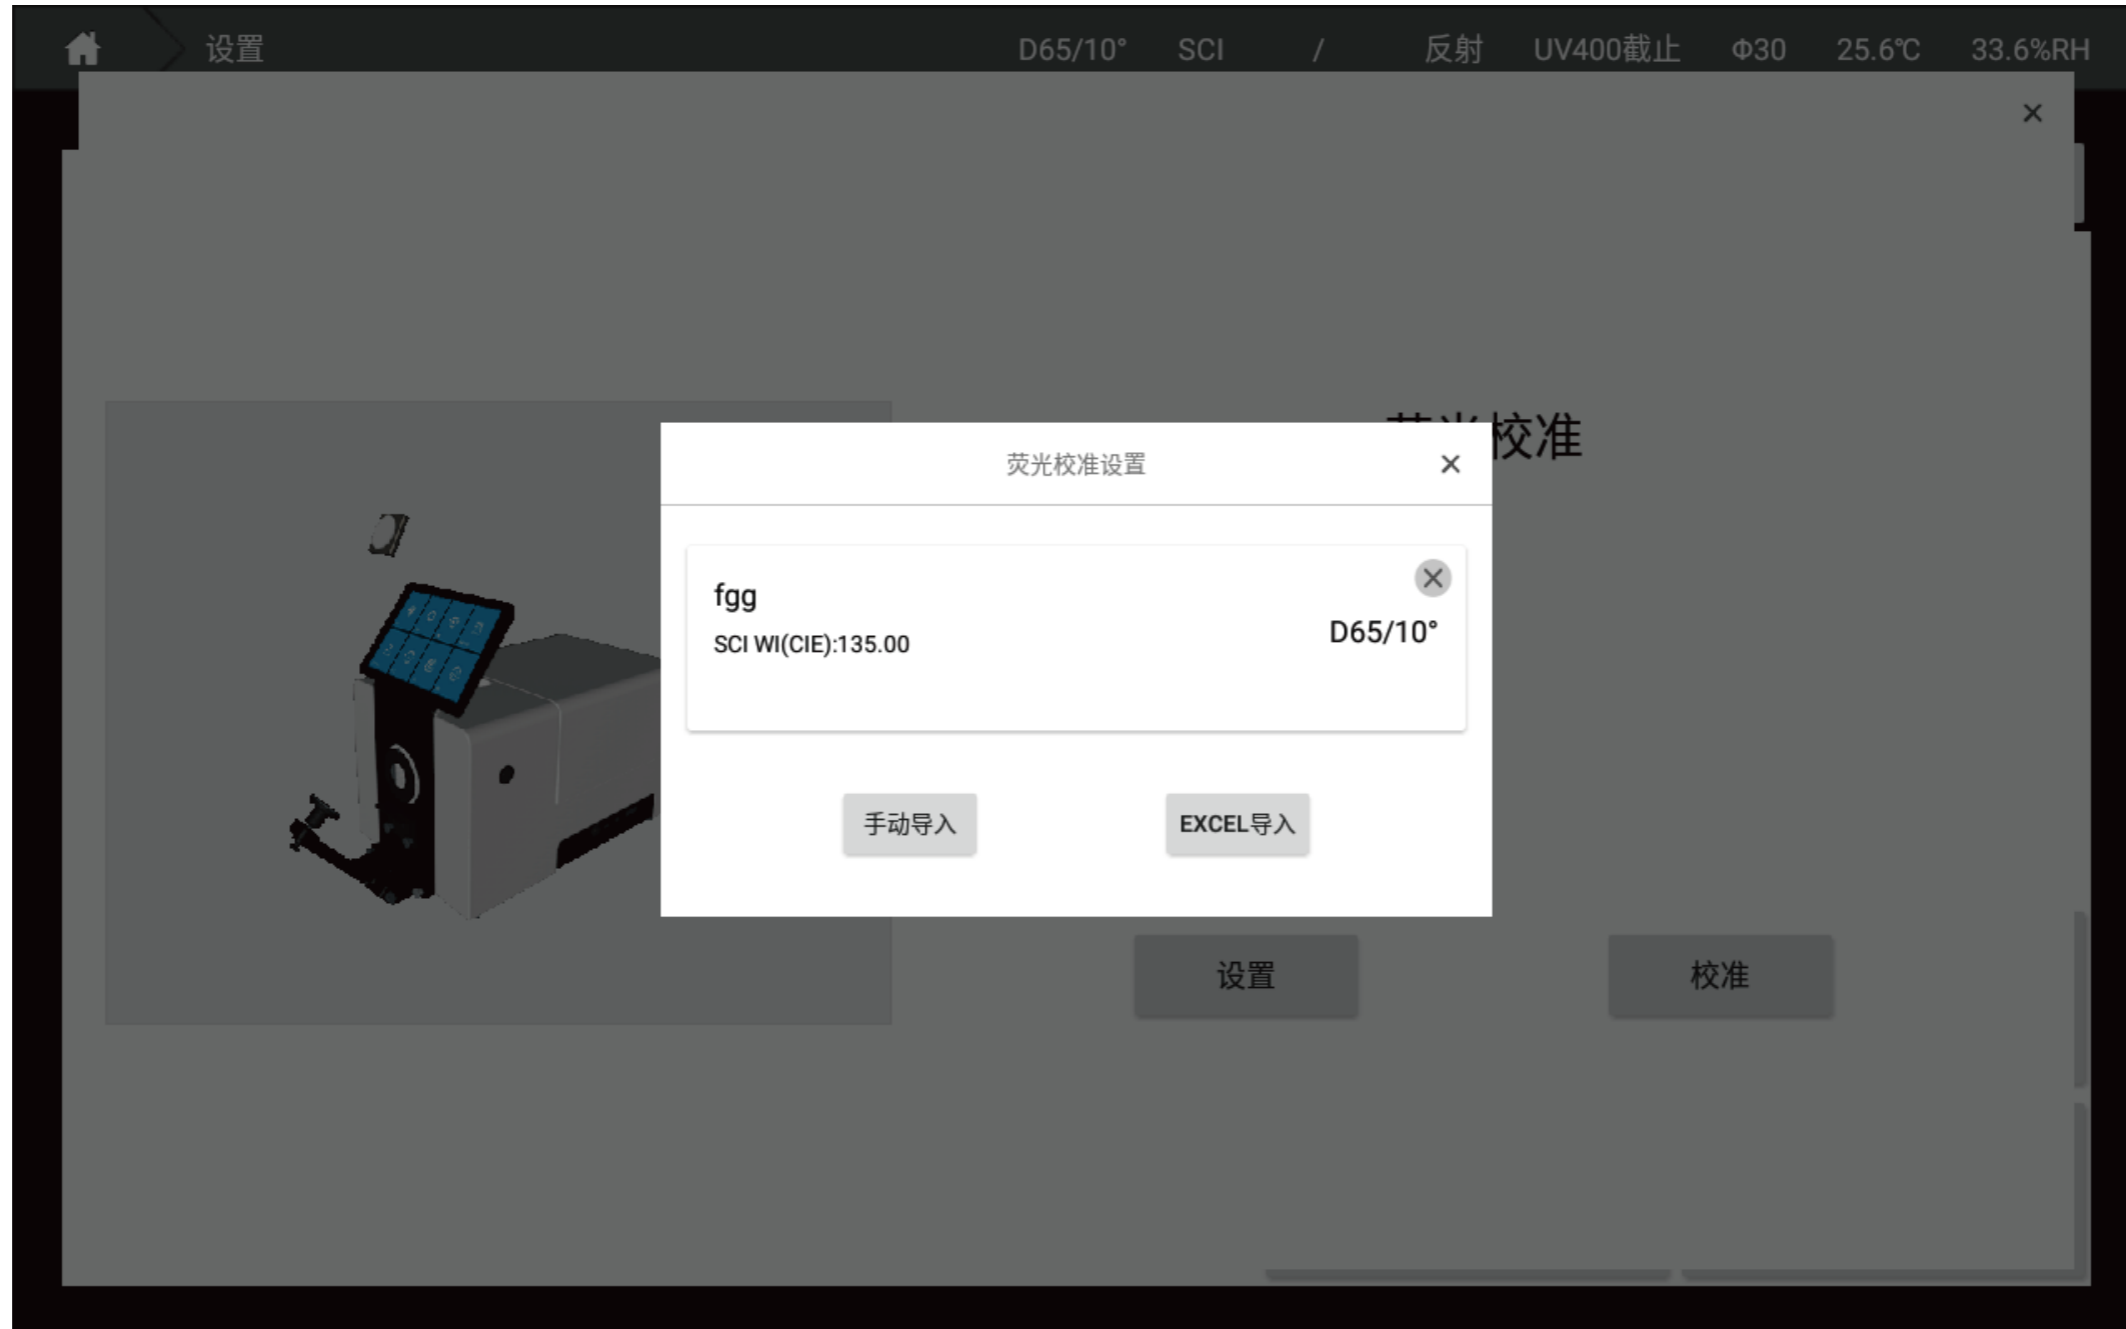 设置
D65/10° SCI / 反射 UV400截止 Φ30 25.6℃ 33.6%RH
荧光校准
荧光校准设置
fgg
SCI WI(CIE):135.00
D65/10°
手动导入
EXCEL导入
设置
校准